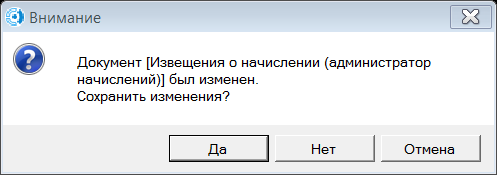 Внимание
Документ [Извещения о начислении (администратор
начислений)] был изменен.
Сохранить изменения?
Да
Нет
Отмена